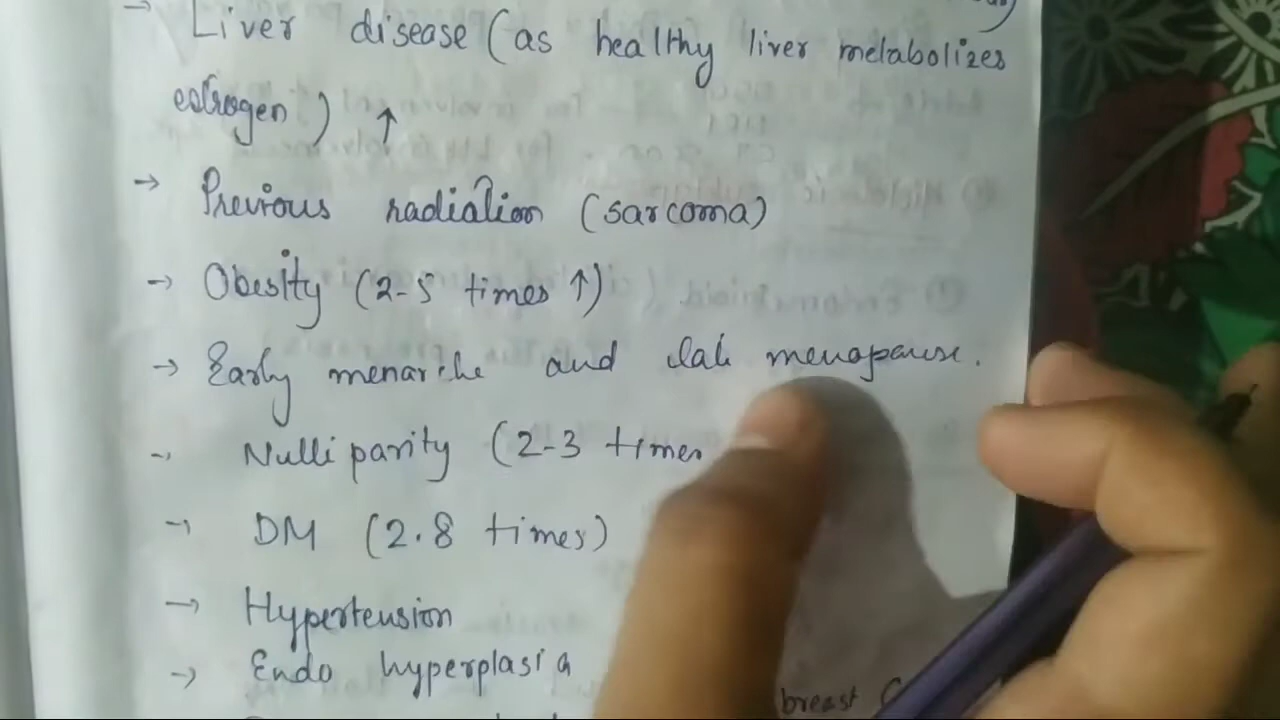 → Liver disease (as healthy liver metabolizes
estrogen) ↑
→ Previous radiation (sarcoma)
→ Obesity (2-5 times ↑)
→ Early menarche and late menopause.
→ Nulliparity (2-3 times
→ DM (2.8 times)
→ Hypertension
→ Endo hyperplasia
breast